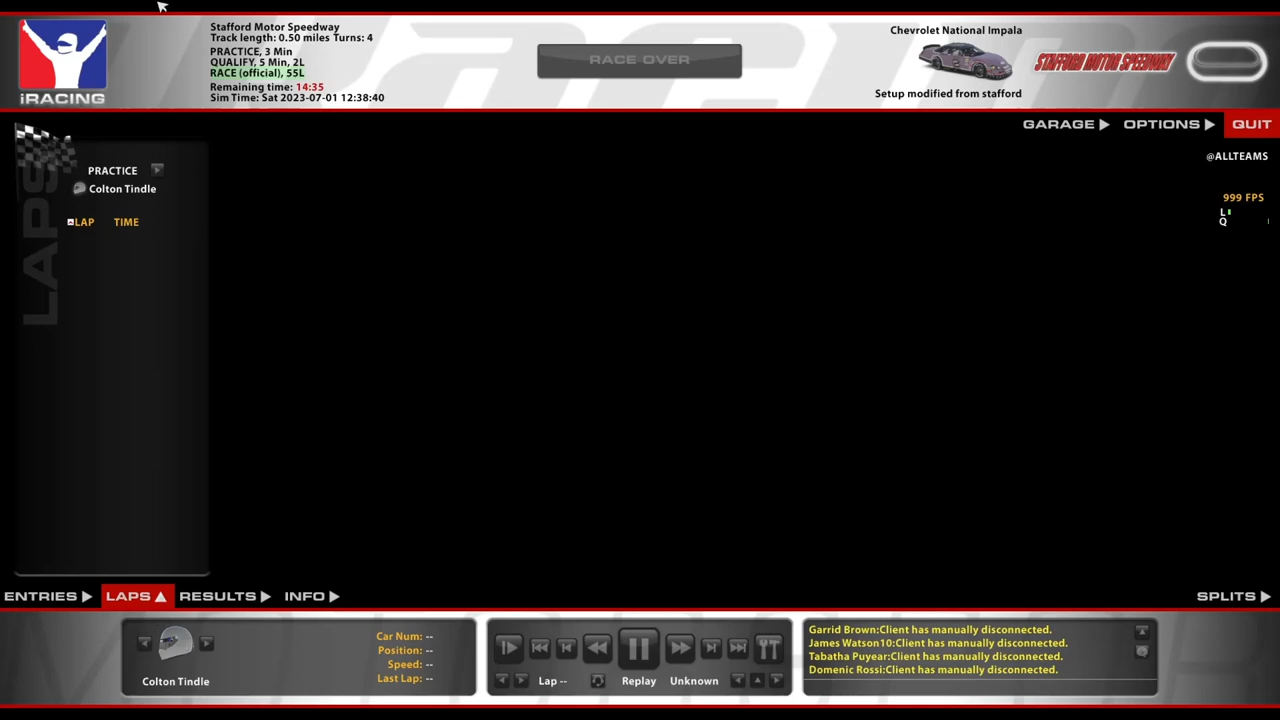 Stafford Motor Speedway
Track length: 0.50 miles Turns: 4
PRACTICE, 3 Min
QUALIFY, 5 Min, 2L
RACE (official), 55L
Remaining time: 14:35
Sim Time: Sat 2023-07-01 12:38:40
iRACING
RACE OVER
Chevrolet National Impala
STAFFORD MOTOR SPEEDWAY
Setup modified from stafford
GARAGE OPTIONS QUIT
@ALLTEAMS
999 FPS
L
Q
LAPS
PRACTICE
Colton Tindle
LAP TIME
ENTRIES LAPS RESULTS INFO SPLITS
Colton Tindle
Car Num: --
Position: --
Speed: --
Last Lap: --
Lap -- Replay Unknown
Garrid Brown:Client has manually disconnected.
James Watson10:Client has manually disconnected.
Tabatha Puyear:Client has manually disconnected.
Domenic Rossi:Client has manually disconnected.